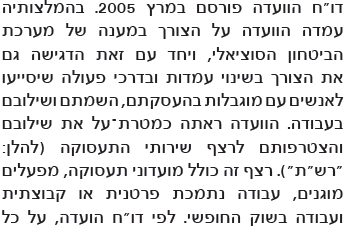 דו״ח הוועדה פורסם במרץ 2005. בהמלצותיה
עמדה הוועדה על הצורך במענה של מערכת
הביטחון הסוציאלי, ויחד עם זאת הדגישה גם
את הצורך בשינוי עמדות ובדרכי פעולה שיסייעו
לאנשים עם מוגבלות בהעסקתם, השמתם ושילובם
בעבודה. הוועדה ראתה כמטרת־על את שילובם
והצטרפותם לרצף שירותי התעסוקה (להלן:
״רש״ת״). רצף זה כולל מועדוני תעסוקה, מפעלים
מוגנים, עבודה נתמכת פרטנית או קבוצתית
ועבודה בשוק החופשי. לפי דו״ח הועדה, על כל